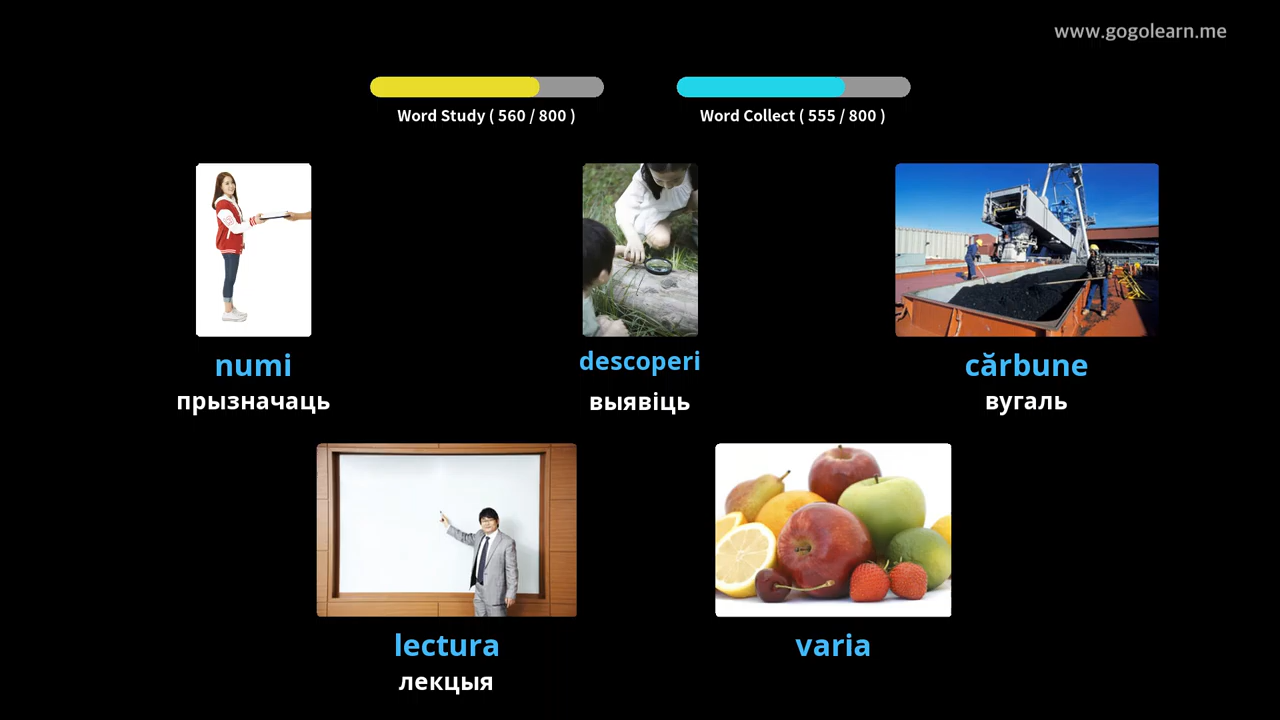 www.gogolearn.me
Word Study ( 560 / 800 )
Word Collect ( 555 / 800 )
numi
прызначаць
descoperi
выявіць
cărbune
вугаль
lectura
лекцыя
varia